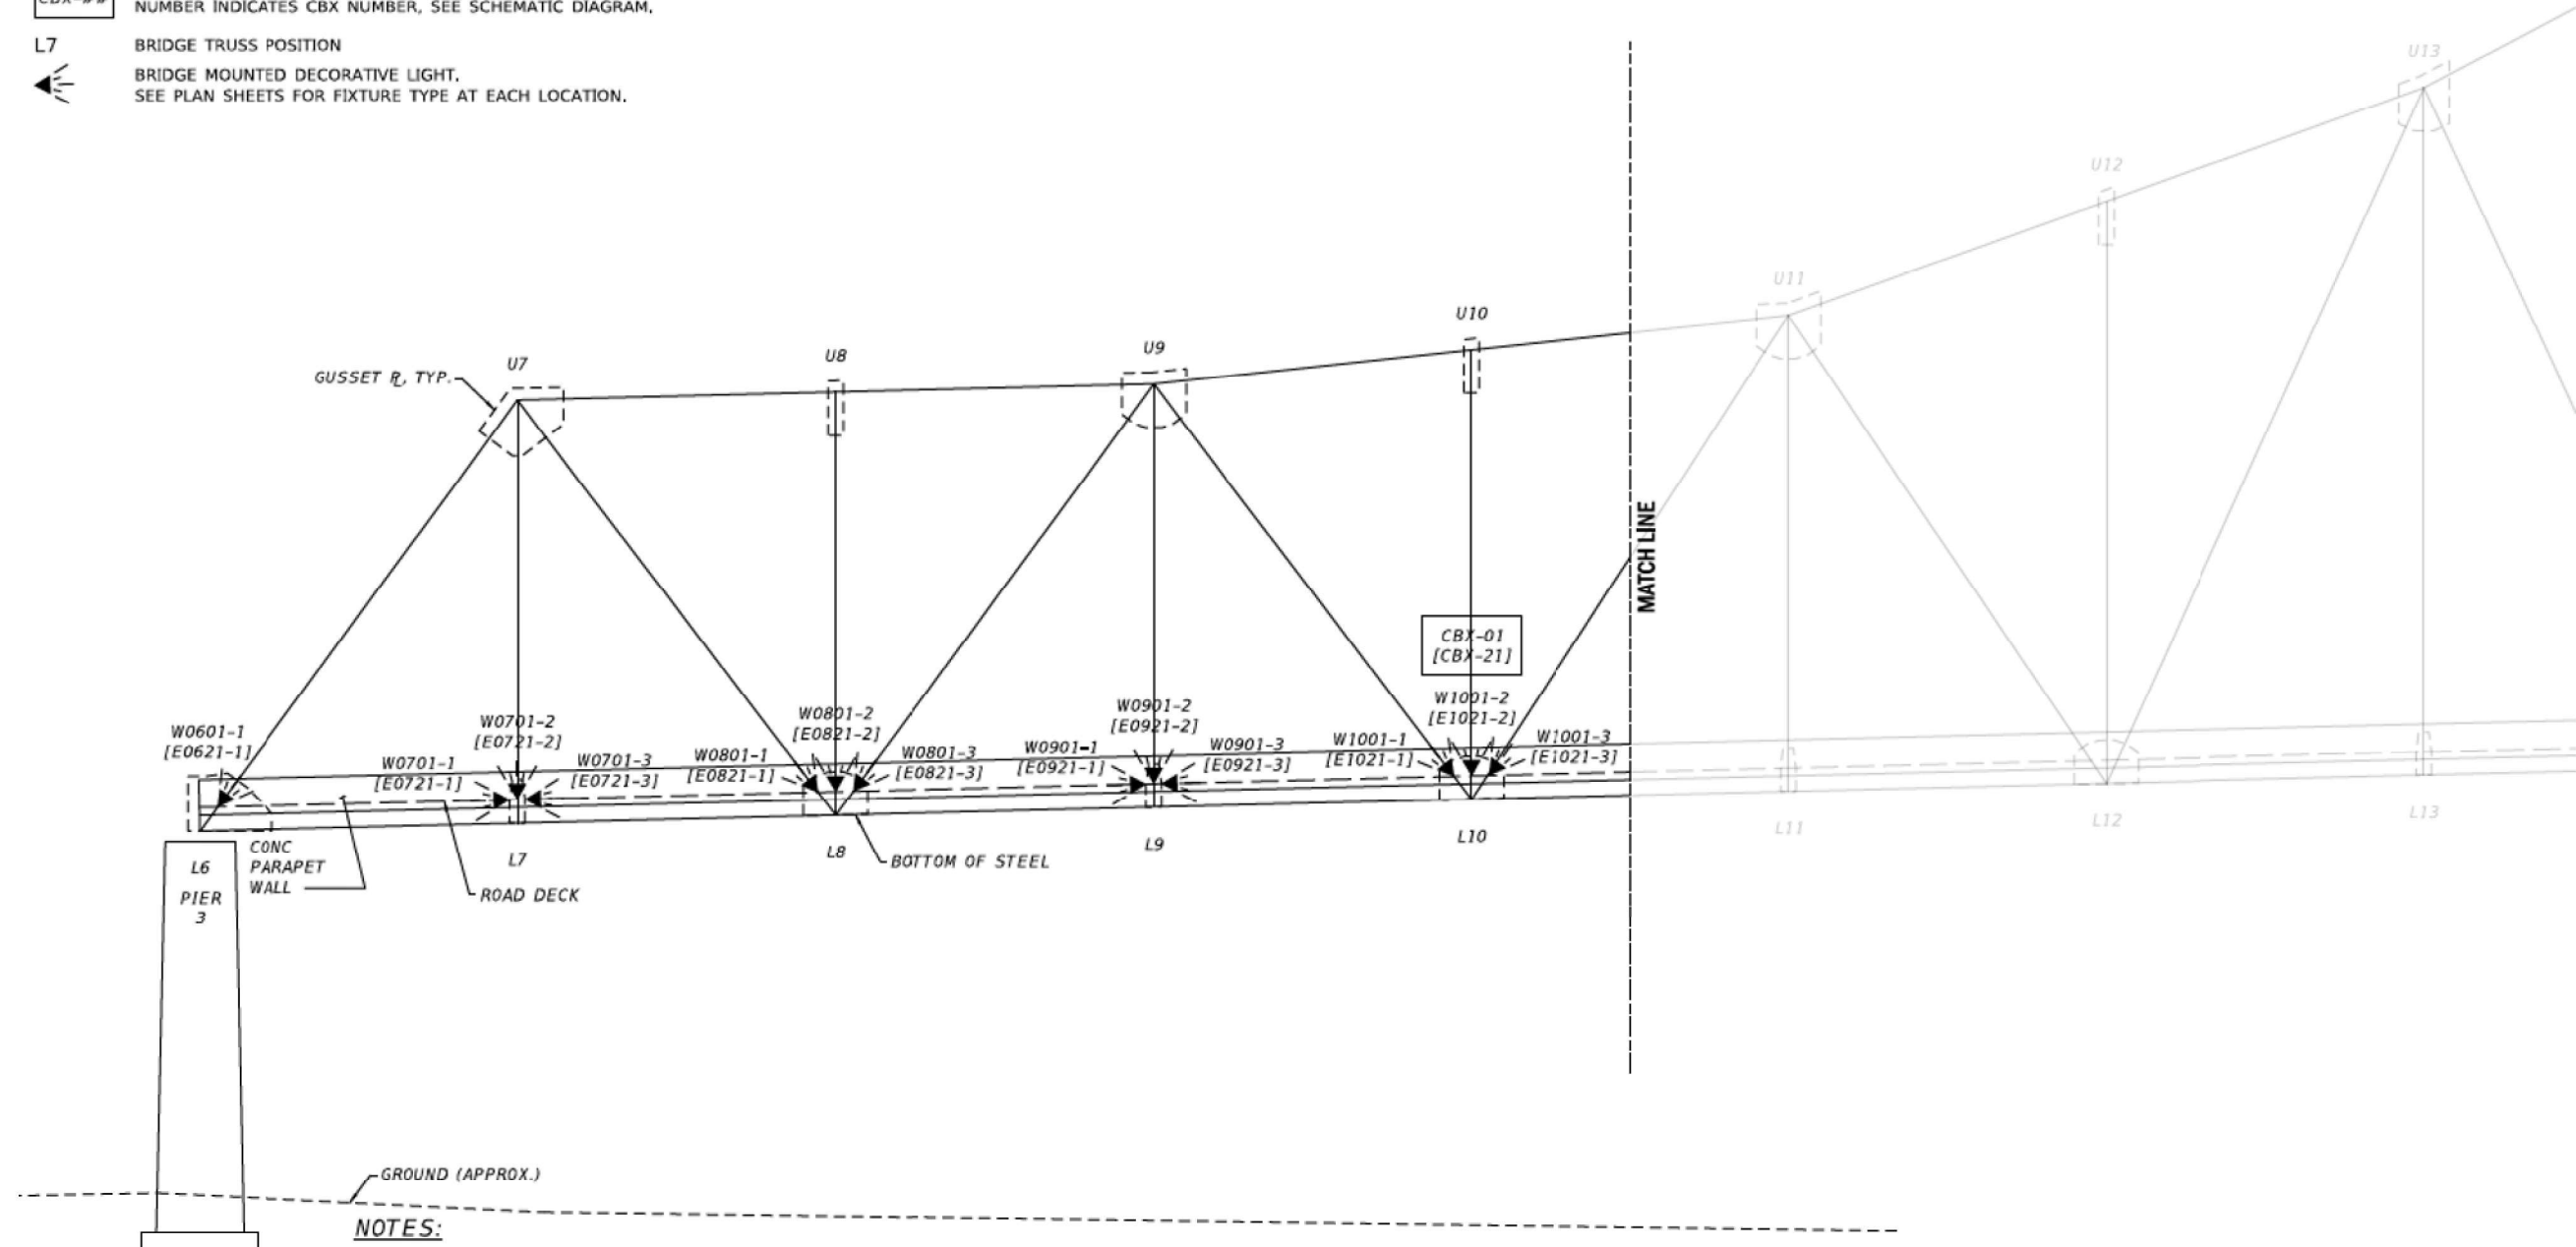 NUMBER INDICATES CBX NUMBER, SEE SCHEMATIC DIAGRAM.
L7 BRIDGE TRUSS POSITION
BRIDGE MOUNTED DECORATIVE LIGHT.
SEE PLAN SHEETS FOR FIXTURE TYPE AT EACH LOCATION.
U13
U12
U11
U10
U9
U8
U7
GUSSET PL, TYP.
MATCH LINE
CBX-01
[CBX-21]
W0601-1
[E0621-1]
W0701-1
[E0721-1]
W0701-2
[E0721-2]
W0701-3
[E0721-3]
W0801-1
[E0821-1]
W0801-2
[E0821-2]
W0801-3
[E0821-3]
W0901-1
[E0921-1]
W0901-2
[E0921-2]
W0901-3
[E0921-3]
W1001-1
[E1021-1]
W1001-2
[E1021-2]
W1001-3
[E1021-3]
L6
PIER
3
CONC
PARAPET
WALL
L7
ROAD DECK
L8
BOTTOM OF STEEL
L9
L10
L11
L12
L13
GROUND (APPROX.)
NOTES: